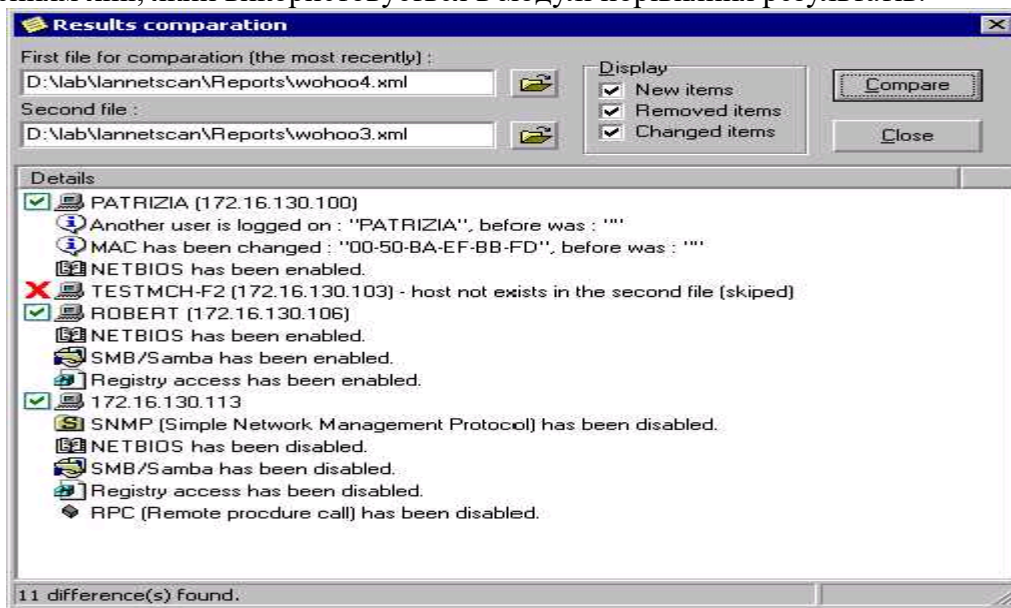 використовується в модулі порівняння результатів.
Results comparation
First file for comparation (the most recently) :
D:\lab\lannetscan\Reports\wohoo4.xml
Second file :
D:\lab\lannetscan\Reports\wohoo3.xml
Display
New items
Removed items
Changed items
Compare
Close
Details
PATRIZIA (172.16.130.100)
Another user is logged on : "PATRIZIA", before was : ""
MAC has been changed : "00-50-BA-EF-BB-FD", before was : ""
NETBIOS has been enabled.
TESTMCH-F2 (172.16.130.103) - host not exists in the second file (skiped)
ROBERT (172.16.130.106)
NETBIOS has been enabled.
SMB/Samba has been enabled.
Registry access has been enabled.
172.16.130.113
SNMP (Simple Network Management Protocol) has been disabled.
NETBIOS has been disabled.
SMB/Samba has been disabled.
Registry access has been disabled.
RPC (Remote procdure call) has been disabled.
11 difference(s) found.